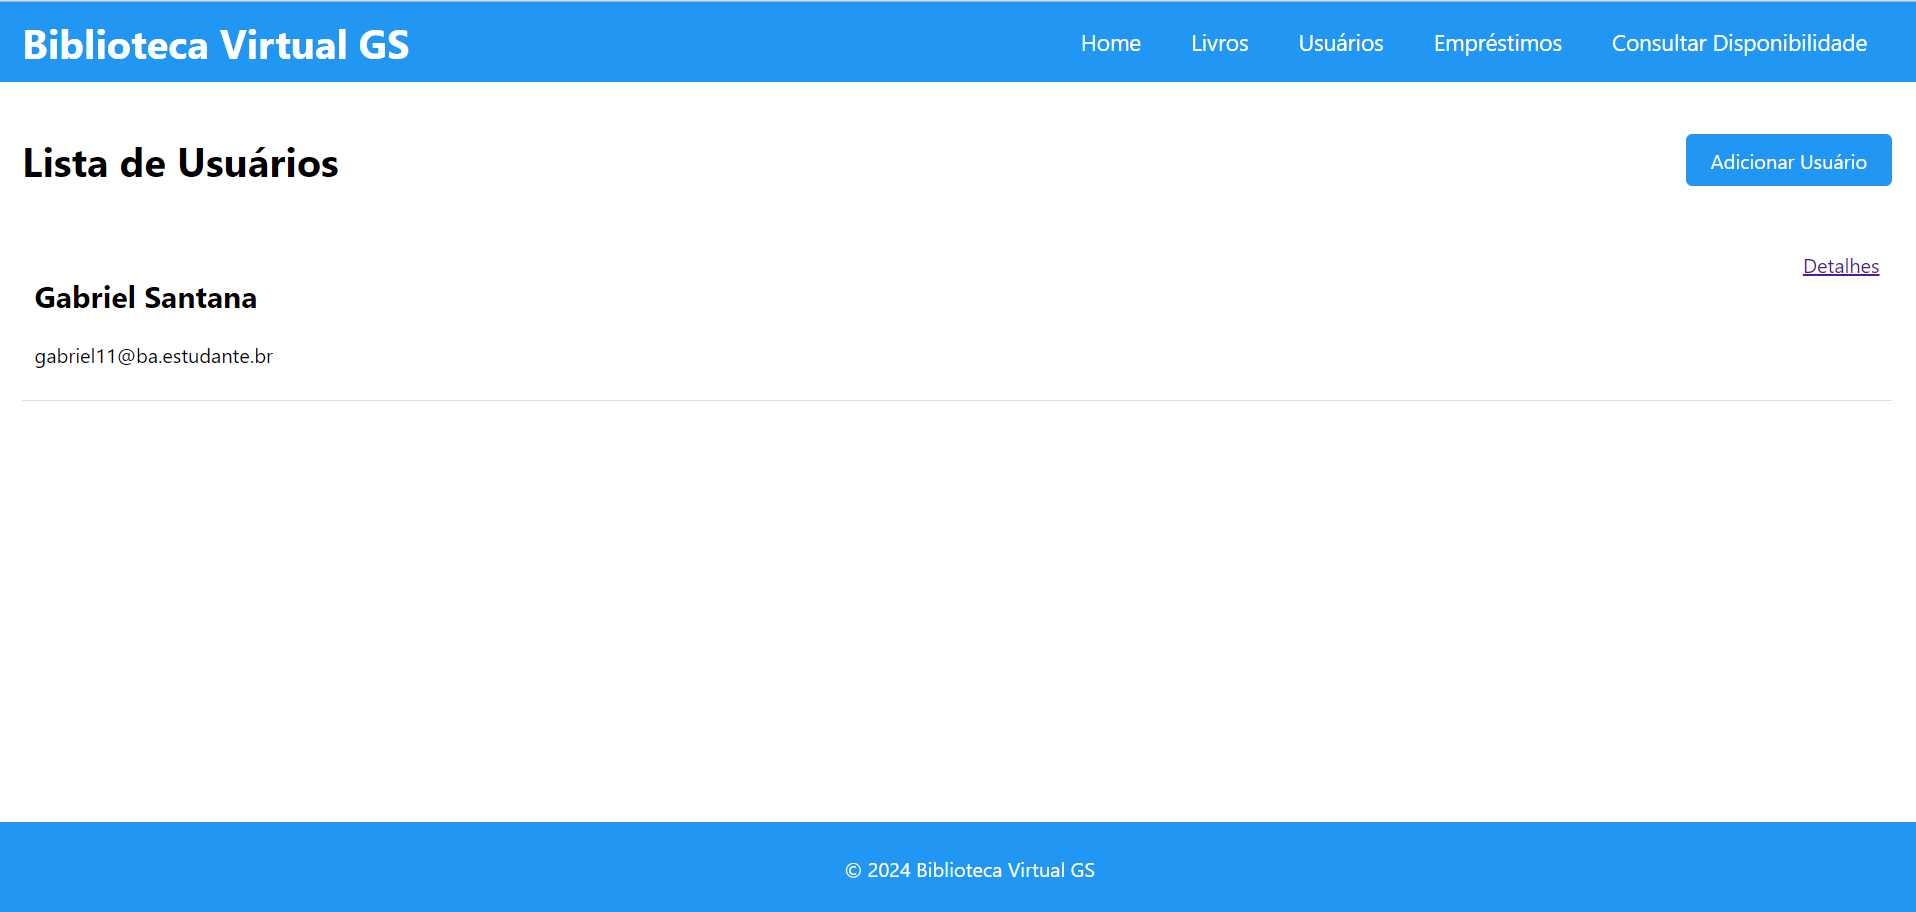 Biblioteca Virtual GS
Home Livros Usuários Empréstimos Consultar Disponibilidade
Lista de Usuários
Adicionar Usuário
Detalhes
Gabriel Santana
gabriel11@ba.estudante.br
© 2024 Biblioteca Virtual GS